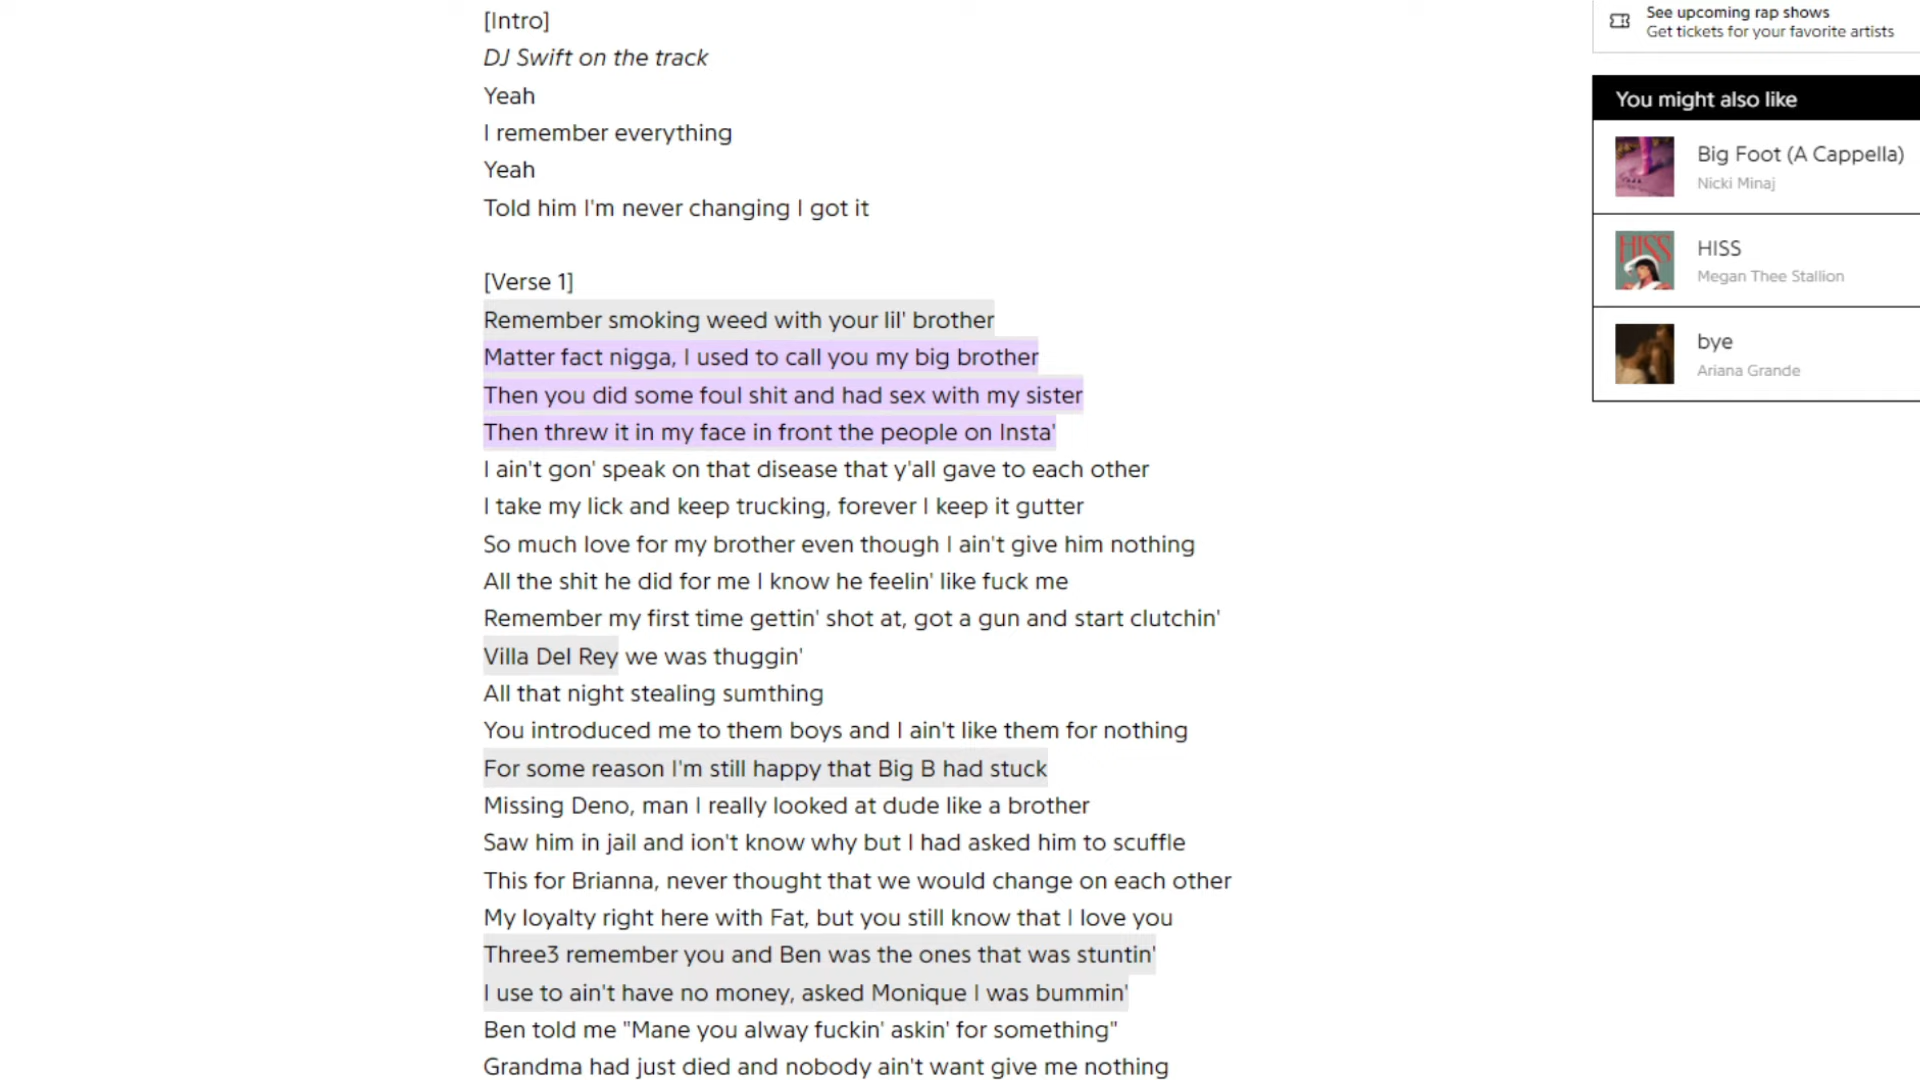 [Intro]
DJ Swift on the track
Yeah
I remember everything
Yeah
Told him I'm never changing I got it
[Verse 1]
Remember smoking weed with your lil' brother
Matter fact nigga, I used to call you my big brother
Then you did some foul shit and had sex with my sister
Then threw it in my face in front the people on Insta'
I ain't gon' speak on that disease that y'all gave to each other
I take my lick and keep trucking, forever I keep it gutter
So much love for my brother even though I ain't give him nothing
All the shit he did for me I know he feelin' like fuck me
Remember my first time gettin' shot at, got a gun and start clutchin'
Villa Del Rey we was thuggin'
All that night stealing sumthing
You introduced me to them boys and I ain't like them for nothing
For some reason I'm still happy that Big B had stuck
Missing Deno, man I really looked at dude like a brother
Saw him in jail and ion't know why but I had asked him to scuffle
This for Brianna, never thought that we would change on each other
My loyalty right here with Fat, but you still know that I love you
Three3 remember you and Ben was the ones that was stuntin'
I use to ain't have no money, asked Monique I was bummin'
Ben told me "Mane you alway fuckin' askin' for something"
Grandma had just died and nobody ain't want give me nothing
See upcoming rap shows
Get tickets for your favorite artists
You might also like
Big Foot (A Cappella)
Nicki Minaj
HISS
HISS
Megan Thee Stallion
bye
Ariana Grande